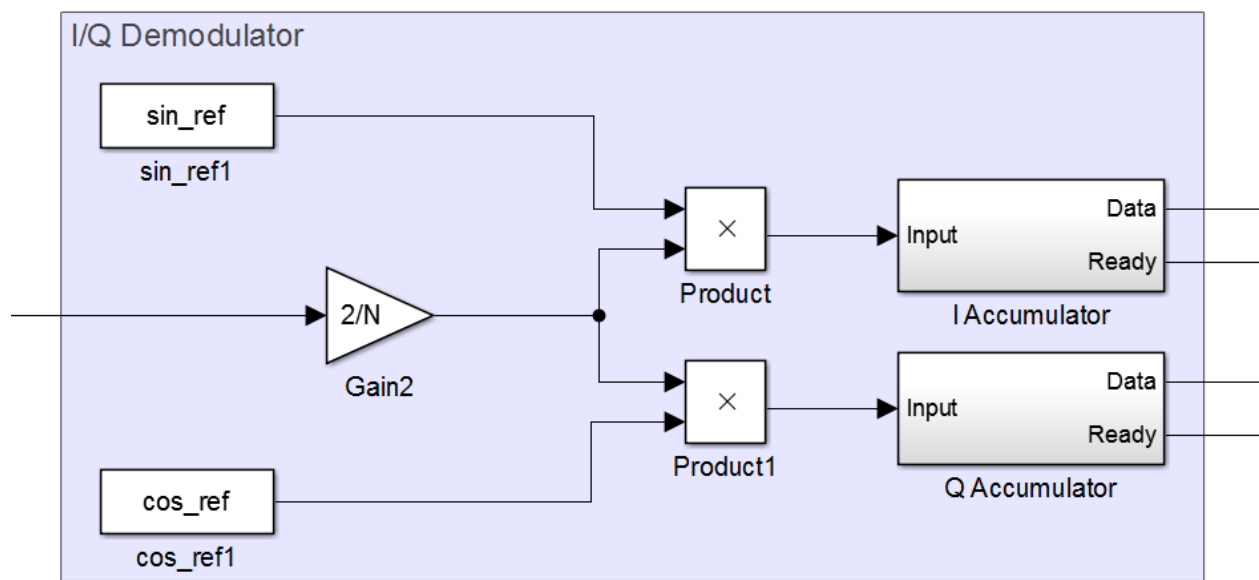 I/Q Demodulator
sin_ref
sin_ref1
×
Product
Input
Data
Ready
I Accumulator
2/N
Gain2
×
Product1
Input
Data
Ready
Q Accumulator
cos_ref
cos_ref1